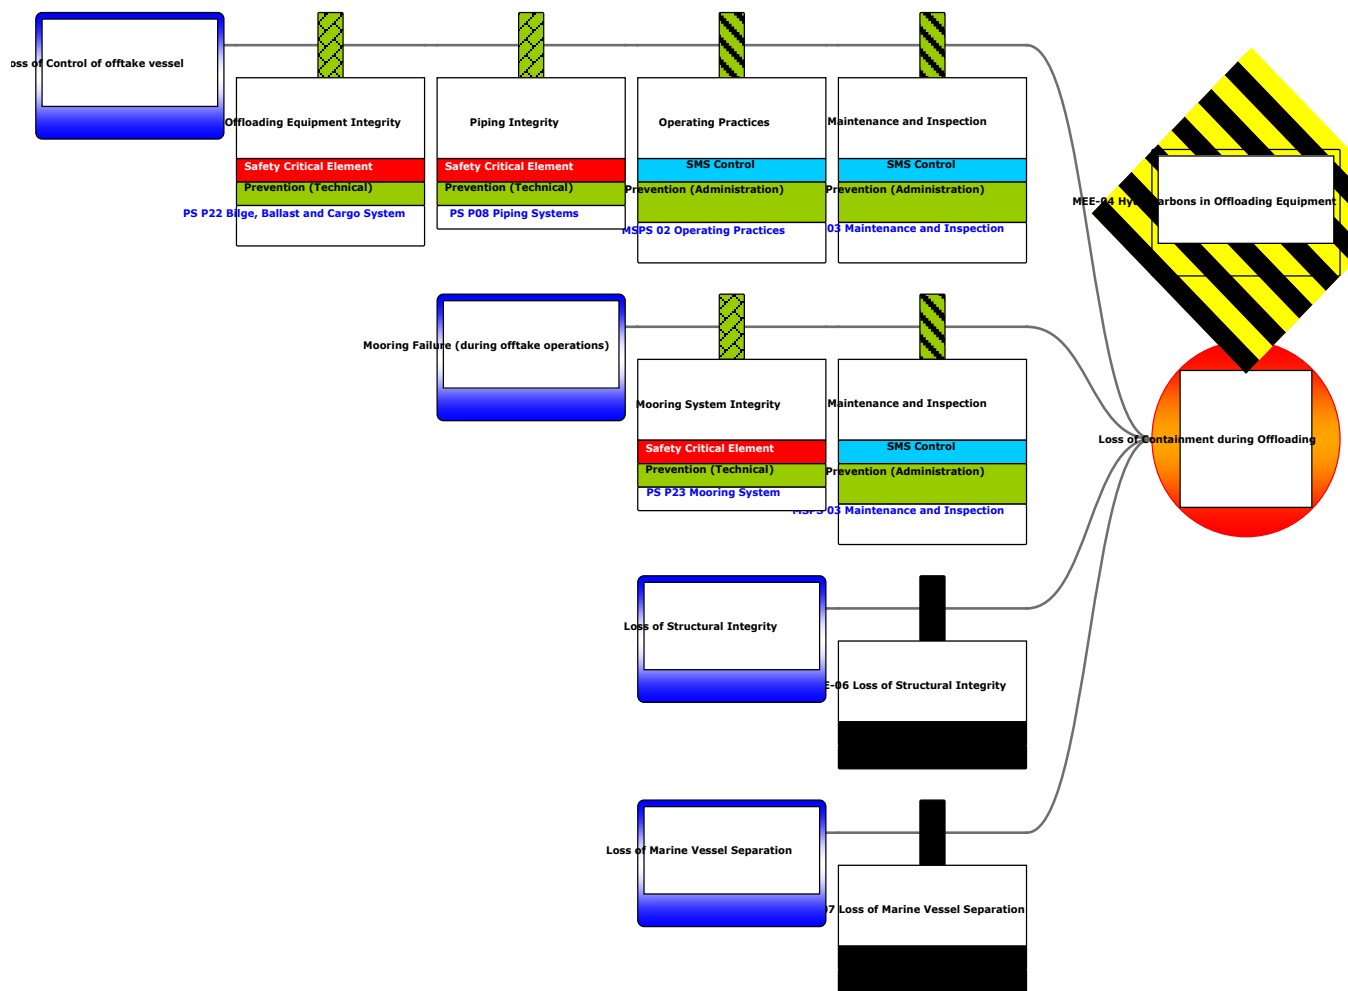 oss of Control of offtake vessel
Offloading Equipment Integrity
Safety Critical Element
Prevention (Technical)
PS P22 Bilge, Ballast and Cargo System
Piping Integrity
Safety Critical Element
Prevention (Technical)
PS P08 Piping Systems
Operating Practices
SMS Control
Prevention (Administration)
MSPS 02 Operating Practices
Maintenance and Inspection
SMS Control
Prevention (Administration)
03 Maintenance and Inspection
MEE-04 Hydrocarbons in Offloading Equipment
Mooring Failure (during offtake operations)
Mooring System Integrity
Safety Critical Element
Prevention (Technical)
PS P23 Mooring System
Maintenance and Inspection
SMS Control
Prevention (Administration)
MSPS 03 Maintenance and Inspection
Loss of Containment during Offloading
Loss of Structural Integrity
E-06 Loss of Structural Integrity
Loss of Marine Vessel Separation
07 Loss of Marine Vessel Separation